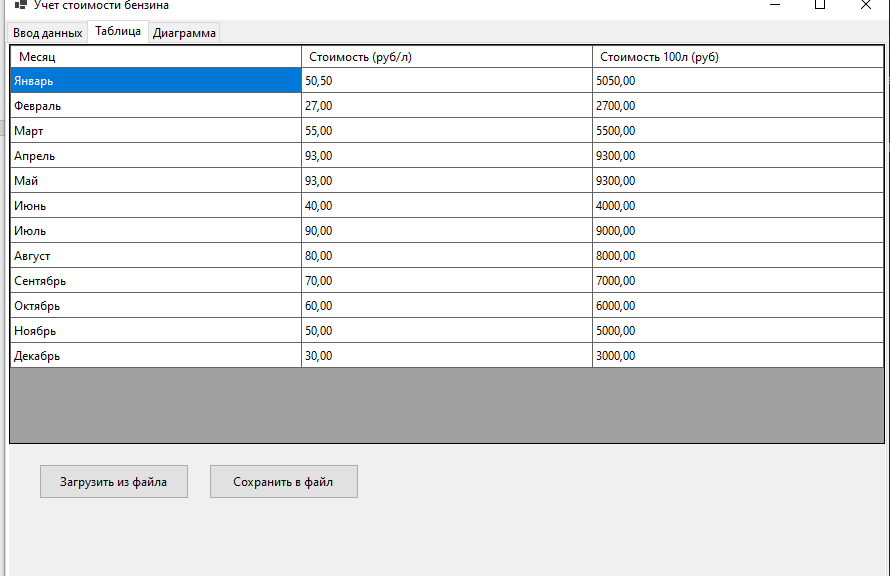 Учет стоимости бензина
Ввод данных Таблица Диаграмма
Месяц Стоимость (руб/л) Стоимость 100л (руб)
Январь 50,50 5050,00
Февраль 27,00 2700,00
Март 55,00 5500,00
Апрель 93,00 9300,00
Май 93,00 9300,00
Июнь 40,00 4000,00
Июль 90,00 9000,00
Август 80,00 8000,00
Сентябрь 70,00 7000,00
Октябрь 60,00 6000,00
Ноябрь 50,00 5000,00
Декабрь 30,00 3000,00
Загрузить из файла Сохранить в файл